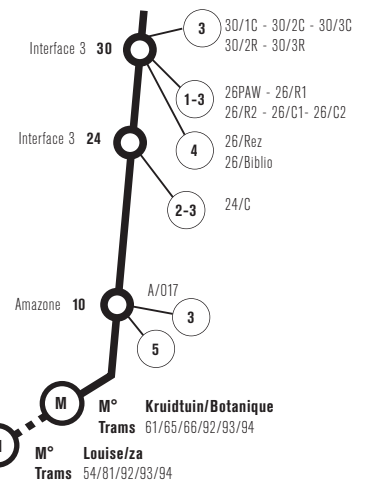 3 30/1C - 30/2C - 30/3C
30/2R - 30/3R
Interface 3 30
1-3 26PAW - 26/R1
26/R2 - 26/C1- 26/C2
4 26/Rez
26/Biblio
Interface 3 24
2-3 24/C
A/017
Amazone 10
3
5
M M° Kruidtuin/Botanique
Trams 61/65/66/92/93/94
M° Louise/za
Trams 54/81/92/93/94